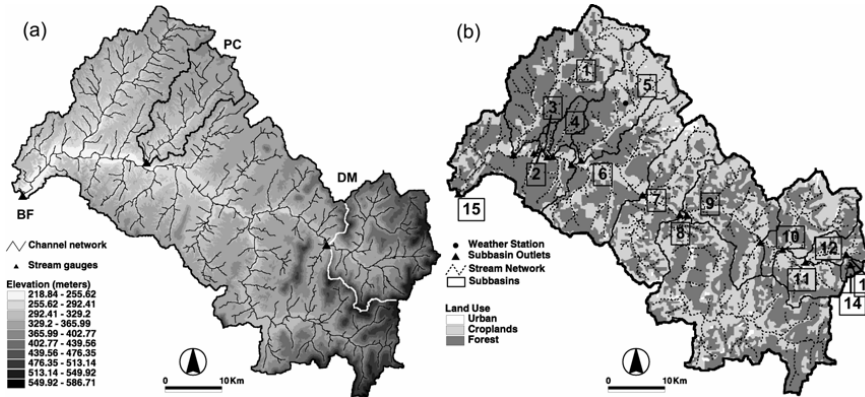 (a)
PC
DM
BF
Channel network
Stream gauges
Elevation (meters)
218.84 - 255.62
255.62 - 292.41
292.41 - 329.2
329.2 - 365.99
365.99 - 402.77
402.77 - 439.56
439.56 - 476.35
476.35 - 513.14
513.14 - 549.92
549.92 - 586.71
0 10Km
(b)
1
5
3
4
2
6
15
7
9
8
10
12
11
1
14
Weather Station
Subbasin Outlets
Stream Network
Subbasins
Land Use
Urban
Croplands
Forest
0 10 Km